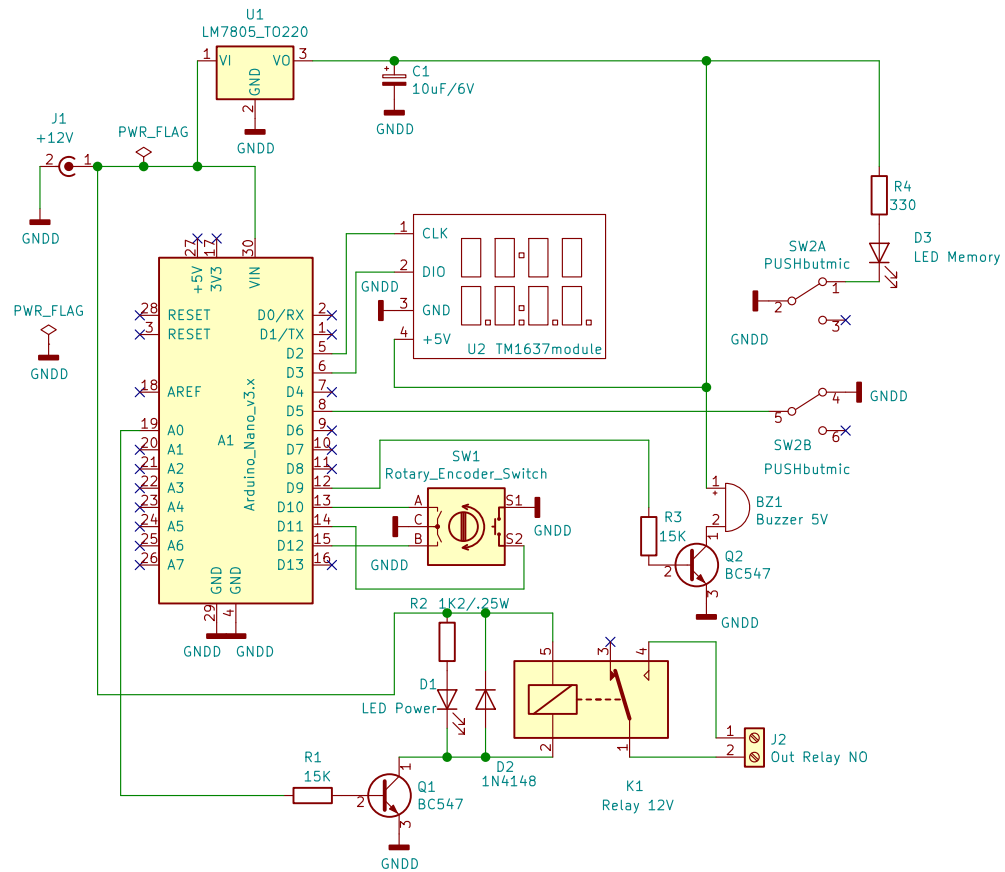 U1
LM7805_TO220
1
VI
VO
3
GND
2
GNDD
C1
10uF/6V
GNDD
J1
+12V
2
1
PWR_FLAG
GNDD
PWR_FLAG
GNDD
R4
330
D3
LED Memory
SW2A
PUSHbutmic
1
2
3
GNDD
4
5
6
GNDD
SW2B
PUSHbutmic
1
CLK
2
DIO
3
GND
4
+5V
GNDD
U2 TM1637module
27
17
30
+5V
3V3
VIN
28
RESET
3
RESET
18
AREF
19
A0
20
A1
21
A2
22
A3
23
A4
24
A5
25
A6
26
A7
A1
Arduino_Nano_v3.x
D0/RX
2
D1/TX
1
D2
5
D3
6
D4
7
D5
8
D6
9
D7
10
D8
11
D9
12
D10
13
D11
14
D12
15
D13
16
GND
GND
29
4
GNDD
GNDD
SW1
Rotary_Encoder_Switch
A
C
B
S1
S2
GNDD
GNDD
R3
15K
1
+
2
BZ1
Buzzer 5V
1
2
3
Q2
BC547
GNDD
R2 1K2/.25W
D1
LED Power
D2
1N4148
5
3
4
2
1
K1
Relay 12V
1
2
J2
Out Relay NO
R1
15K
1
2
3
Q1
BC547
GNDD